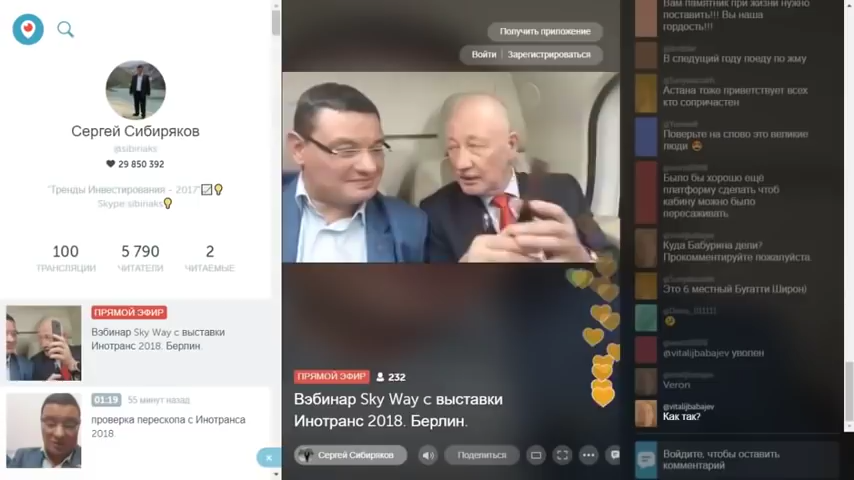 Сергей Сибиряков
@sibiriaks
29 850 392
"Тренды Инвестирования - 2017"
Skype:sibiriaks
100
5 790
2
ТРАНСЛЯЦИИ
ЧИТАТЕЛИ
ЧИТАЕМЫЕ
ПРЯМОЙ ЭФИР
Вэбинар Sky Way с выставки
Инотранс 2018. Берлин.
01:19
55 минут назад
проверка перескопа с Инотранса
2018.
Получить приложение
Войти
Зарегистрироваться
ПРЯМОЙ ЭФИР
232
Вэбинар Sky Way с выставки
Инотранс 2018. Берлин.
Сергей Сибиряков
Поделиться
Вам памятник при жизни нужно
поставить!!! Вы наша
гордость!!!
В следущий году поеду по жму
Астана тоже приветствует всех
кто сопричастен
Поверьте на слово это великие
люди
Было бы хорошо ещё
платформу сделать чтоб
кабину можно было
пересаживать.
Куда Бабурина дели?
Прокомментируйте пожалуйста.
Это 6 местный Бугатти Широн)
@vitalijbabajev уволен
Veron
@vitalijbabajev
Как так?
Войдите, чтобы оставить
комментарий